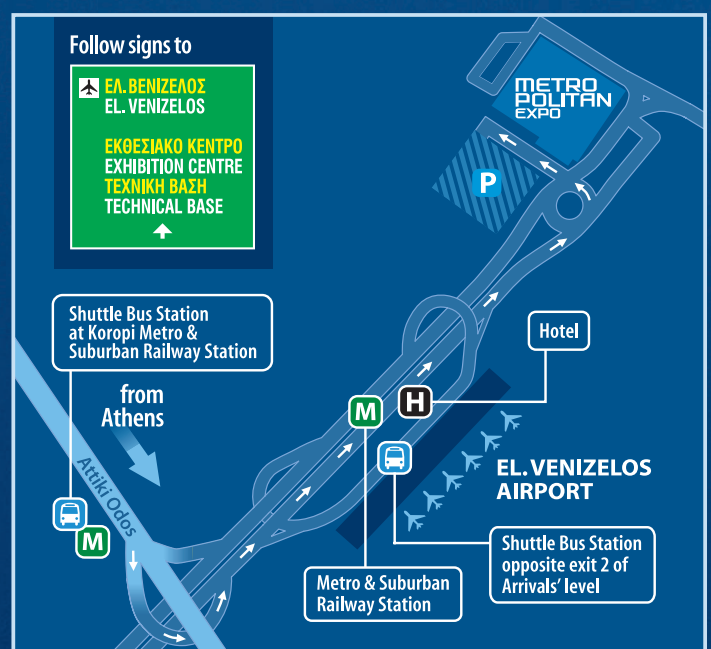 Follow signs to
ΕΛ. ΒΕΝΙΖΕΛΟΣ
EL. VENIZELOS
ΕΚΘΕΣΙΑΚΟ ΚΕΝΤΡΟ
EXHIBITION CENTRE
ΤΕΧΝΙΚΗ ΒΑΣΗ
TECHNICAL BASE
METRO
POLITAN
EXPO
P
Shuttle Bus Station
at Koropi Metro &
Suburban Railway Station
Hotel
from
Athens
M
H
Attiki Odos
M
EL. VENIZELOS
AIRPORT
Metro & Suburban
Railway Station
Shuttle Bus Station
opposite exit 2 of
Arrivals' level